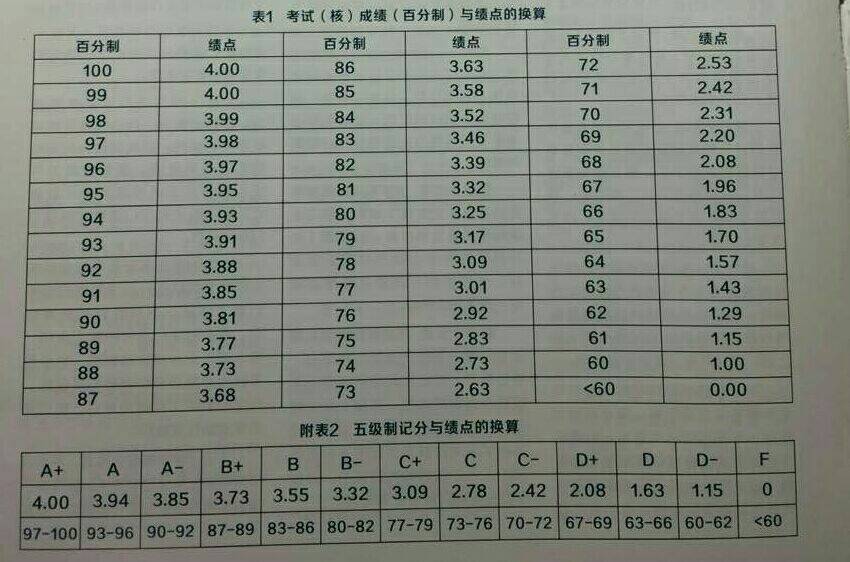 表1 考试（核）成绩（百分制）与绩点的换算
百分制 绩点 百分制 绩点 百分制 绩点
100 4.00 86 3.63 72 2.53
99 4.00 85 3.58 71 2.42
98 3.99 84 3.52 70 2.31
97 3.98 83 3.46 69 2.20
96 3.97 82 3.39 68 2.08
95 3.95 81 3.32 67 1.96
94 3.93 80 3.25 66 1.83
93 3.91 79 3.17 65 1.70
92 3.88 78 3.09 64 1.57
91 3.85 77 3.01 63 1.43
90 3.81 76 2.92 62 1.29
89 3.77 75 2.83 61 1.15
88 3.73 74 2.73 60 1.00
87 3.68 73 2.63 <60 0.00
附表2 五级制记分与绩点的换算
A+ A A- B+ B B- C+ C C- D+ D D- F
4.00 3.94 3.85 3.73 3.55 3.32 3.09 2.78 2.42 2.08 1.63 1.15 0
97-100 93-96 90-92 87-89 83-86 80-82 77-79 73-76 70-72 67-69 63-66 60-62 <60